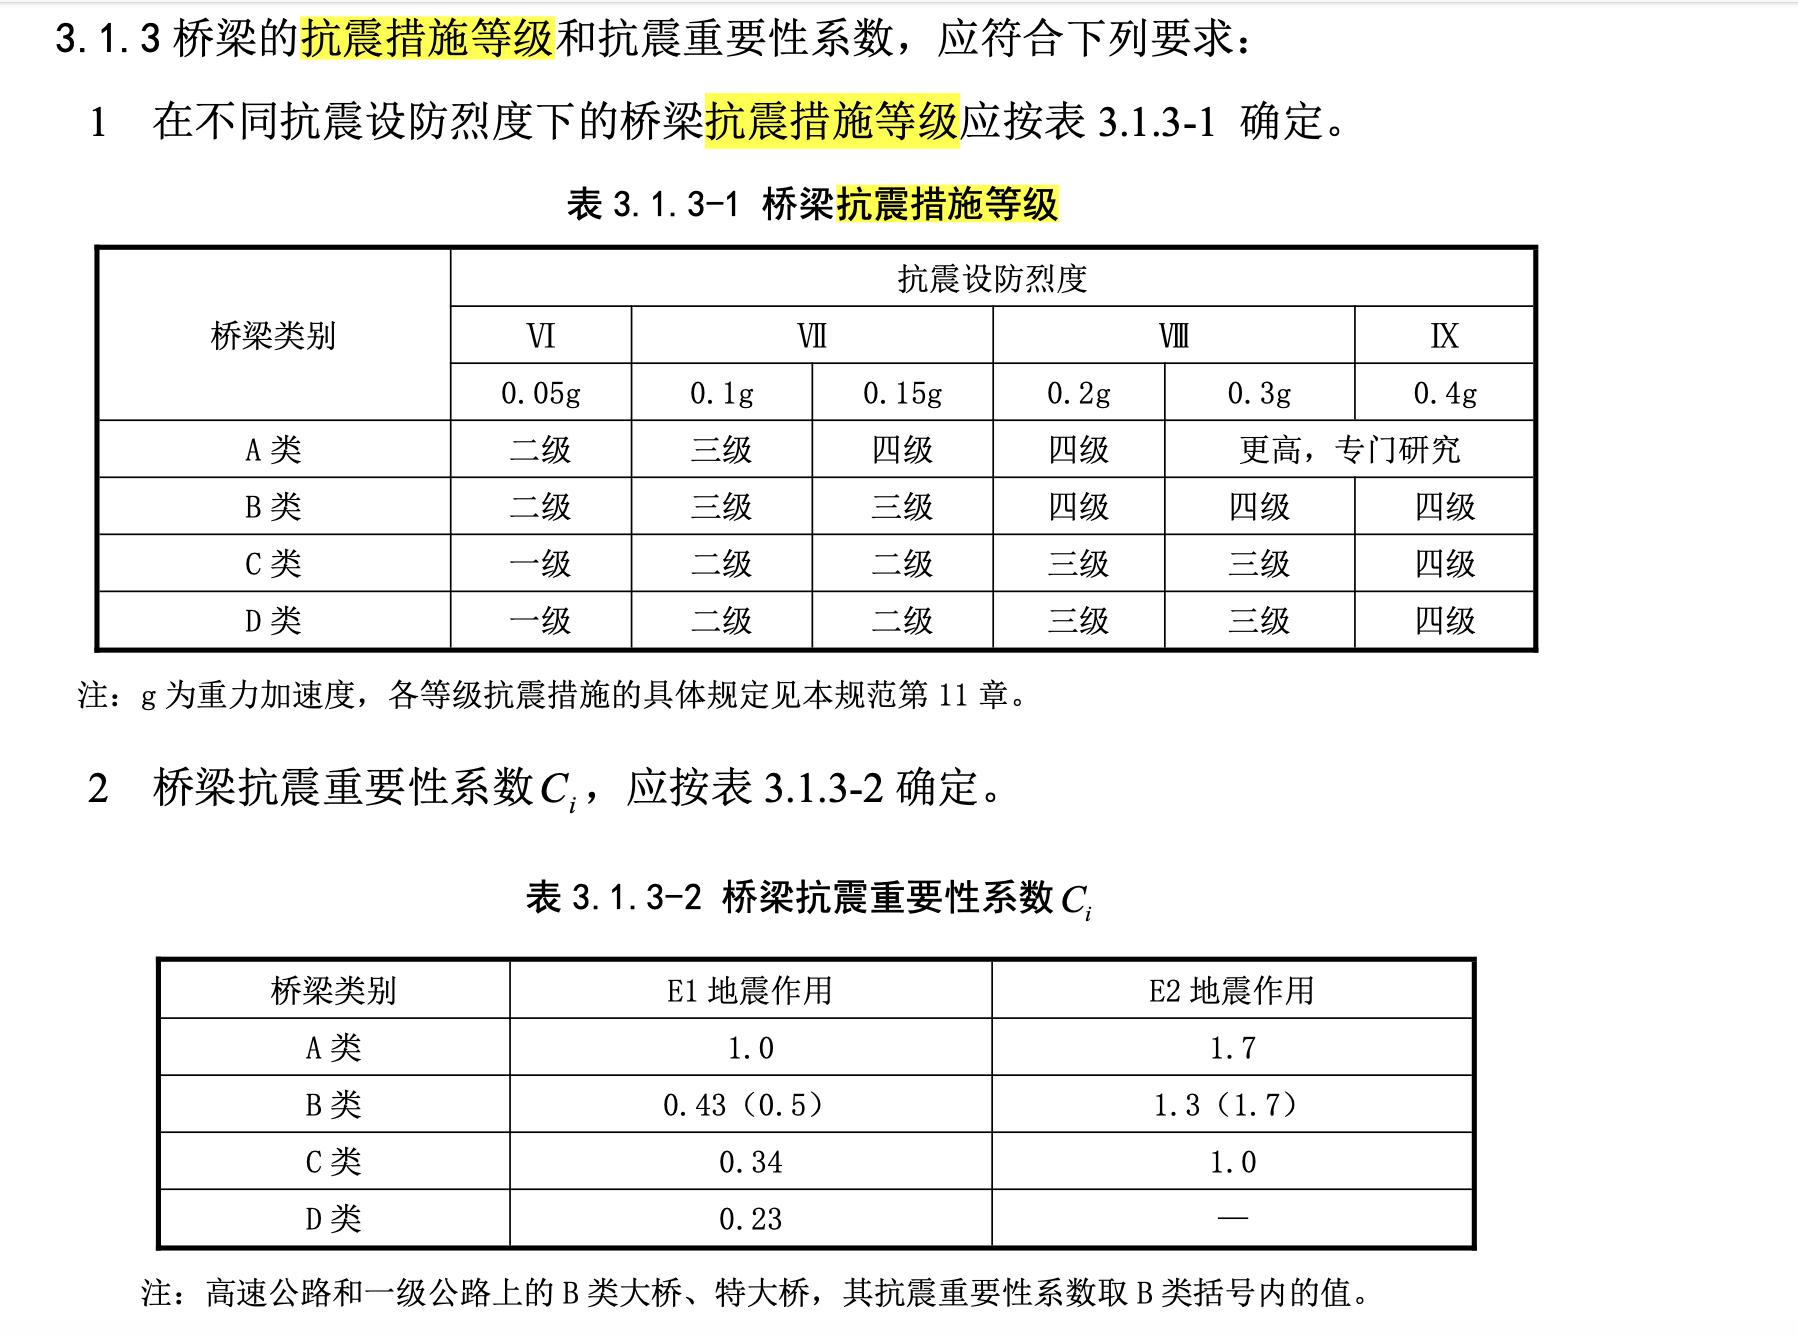 3.1.3 桥梁的抗震措施等级和抗震重要性系数，应符合下列要求：
1 在不同抗震设防烈度下的桥梁抗震措施等级应按表 3.1.3-1 确定。
表 3.1.3-1 桥梁抗震措施等级
桥梁类别 抗震设防烈度
Ⅵ Ⅶ Ⅷ Ⅸ
0.05g 0.1g 0.15g 0.2g 0.3g 0.4g
A 类 二级 三级 四级 四级 更高，专门研究
B 类 二级 三级 三级 四级 四级 四级
C 类 一级 二级 二级 三级 三级 四级
D 类 一级 二级 二级 三级 三级 四级
注：g 为重力加速度，各等级抗震措施的具体规定见本规范第 11 章。
2 桥梁抗震重要性系数 Ci，应按表 3.1.3-2 确定。
表 3.1.3-2 桥梁抗震重要性系数 Ci
桥梁类别 E1 地震作用 E2 地震作用
A 类 1.0 1.7
B 类 0.43（0.5） 1.3（1.7）
C 类 0.34 1.0
D 类 0.23 —
注：高速公路和一级公路上的 B 类大桥、特大桥，其抗震重要性系数取 B 类括号内的值。